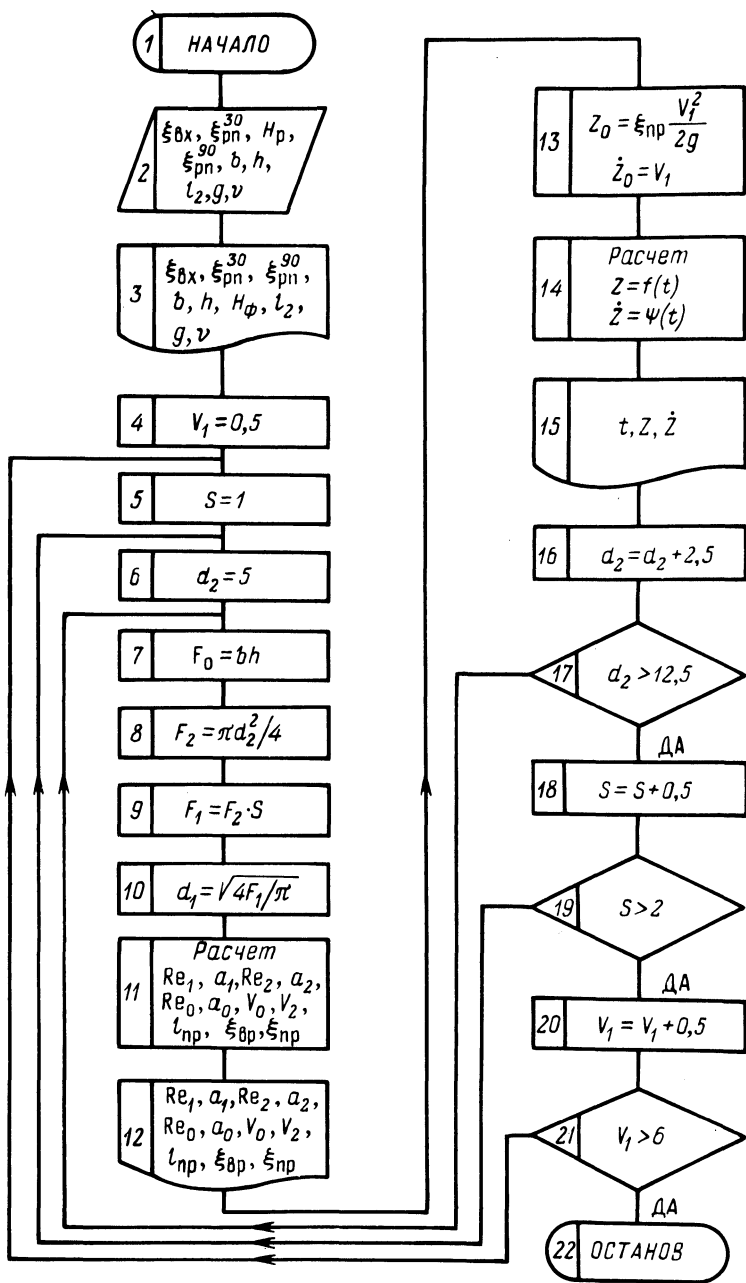 1 НАЧАЛО
2
ξвх, ξрп³⁰, Hр,
ξрп⁹⁰, b, h,
l₂, g, ν
3
ξвх, ξрп³⁰, ξрп⁹⁰,
b, h, Hф, l₂,
g, ν
4 V₁=0,5
5 S=1
6 d₂=5
7 F₀=bh
8 F₂=πd₂²/4
9 F₁=F₂·S
10 d₁=√4F₁/π
11
Расчет
Re₁, a₁, Re₂, a₂,
Re₀, a₀, V₀, V₂,
lпр, ξвр, ξпр
12
Re₁, a₁, Re₂, a₂,
Re₀, a₀, V₀, V₂,
lпр, ξвр, ξпр
13
Z₀=ξпр V₁²/2g
Ż₀=V₁
14
Расчет
Z=f(t)
Ż=Ψ(t)
15 t, Z, Ż
16 d₂=d₂+2,5
17 d₂>12,5
ДА
18 S=S+0,5
19 S>2
ДА
20 V₁=V₁+0,5
21 V₁>6
ДА
22 ОСТАНОВ